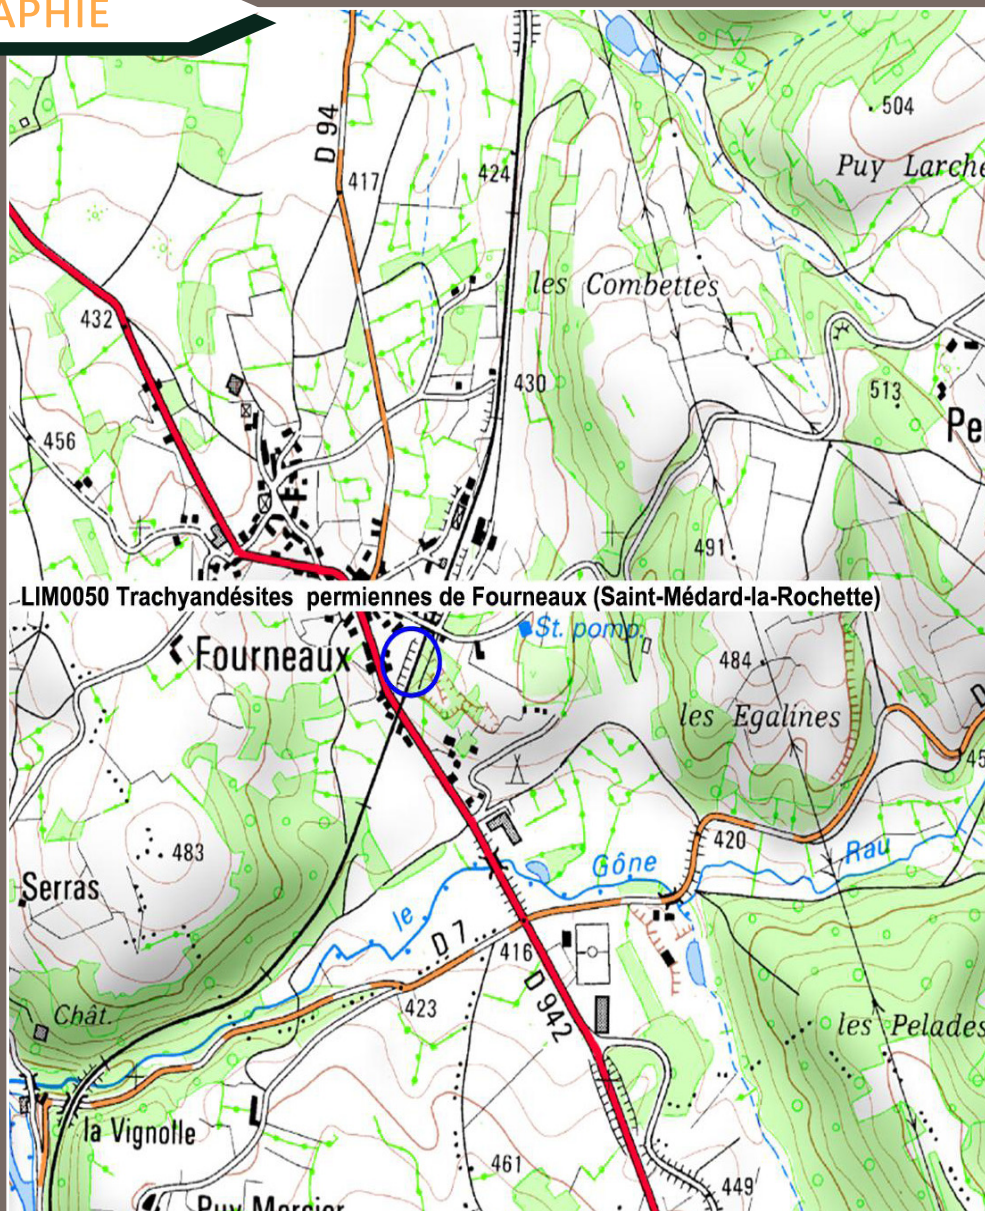 APHIE
D 94
504
Puy Larche
417
424
les Combettes
432
430
513
Pe
456
491
LIM0050 Trachyandésites permiennes de Fourneaux (Saint-Médard-la-Rochette)
St. pomp.
Fourneaux
484
les Egalines
D
45
420
483
Gône
Rau
Serras
le
D 7
416
D 942
423
Chât.
les Pelades
la Vignolle
461
449
Puy Mercier